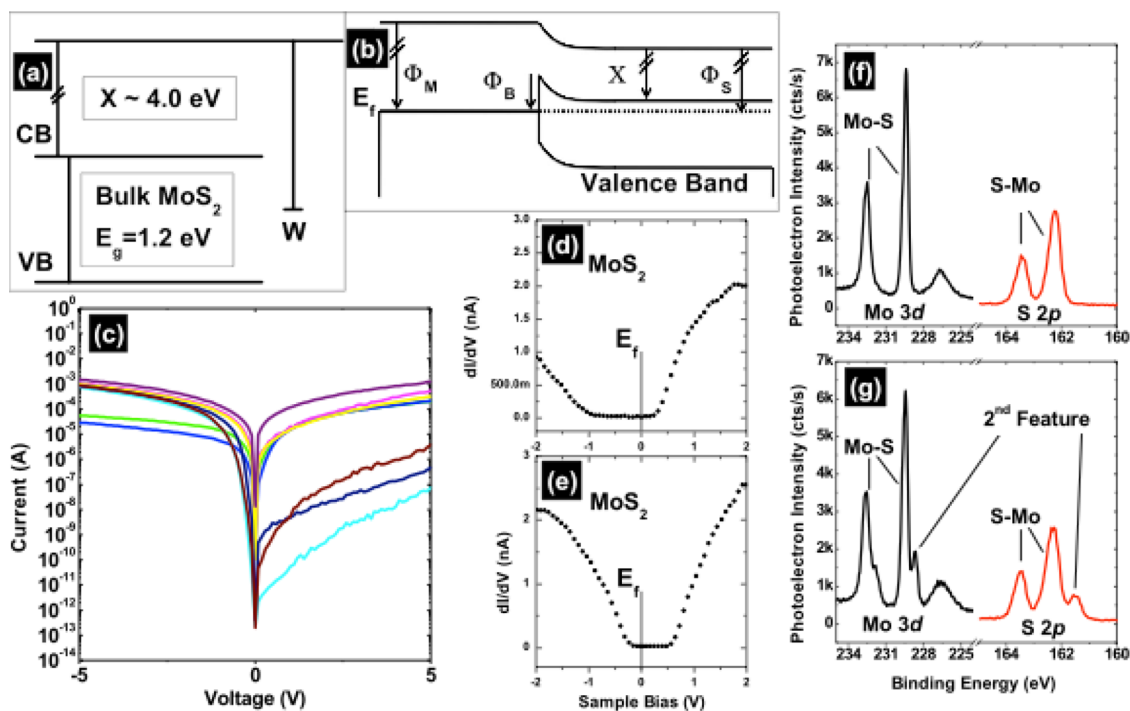 (a)
X ~ 4.0 eV
CB
Bulk MoS2
Eg=1.2 eV
VB
W
(b)
ΦM
ΦB
X
ΦS
Ef
Valence Band
(c)
10^0
10^-1
10^-2
10^-3
10^-4
10^-5
10^-6
10^-7
10^-8
10^-9
10^-10
10^-11
10^-12
10^-13
10^-14
Current (A)
-5
0
5
Voltage (V)
(d)
MoS2
Ef
3.0
2.5
2.0
1.5
1.0
500.0m
0.0
dI/dV (nA)
-2
-1
0
1
2
(e)
MoS2
Ef
3
2
1
0
dI/dV (nA)
-2
-1
0
1
2
Sample Bias (V)
(f)
7k
6k
5k
4k
3k
2k
1k
0
Photoelectron Intensity (cts/s)
Mo-S
S-Mo
Mo 3d
S 2p
234
231
228
225
164
162
160
(g)
7k
6k
5k
4k
3k
2k
1k
0
Photoelectron Intensity (cts/s)
2nd Feature
Mo-S
S-Mo
Mo 3d
S 2p
234
231
228
225
164
162
160
Binding Energy (eV)